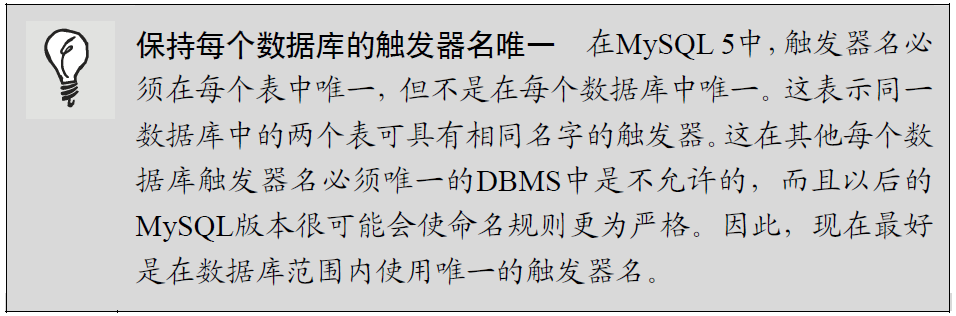 保持每个数据库的触发器名唯一 在MySQL 5中，触发器名必
须在每个表中唯一，但不是在每个数据库中唯一。这表示同一
数据库中的两个表可具有相同名字的触发器。这在其他每个数
据库触发器名必须唯一的DBMS中是不允许的，而且以后的
MySQL版本很可能会使命名规则更为严格。因此，现在最好
是在数据库范围内使用唯一的触发器名。